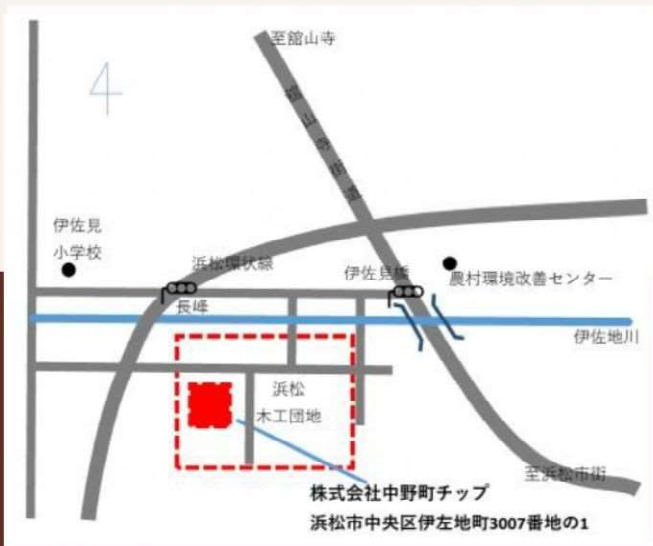 至舘山寺
舘山寺街道
伊佐見
小学校
浜松環状線
伊佐見橋
農村環境改善センター
長峰
伊佐地川
浜松
木工団地
至浜松市街
株式会社中野町チップ
浜松市中央区伊左地町3007番地の1